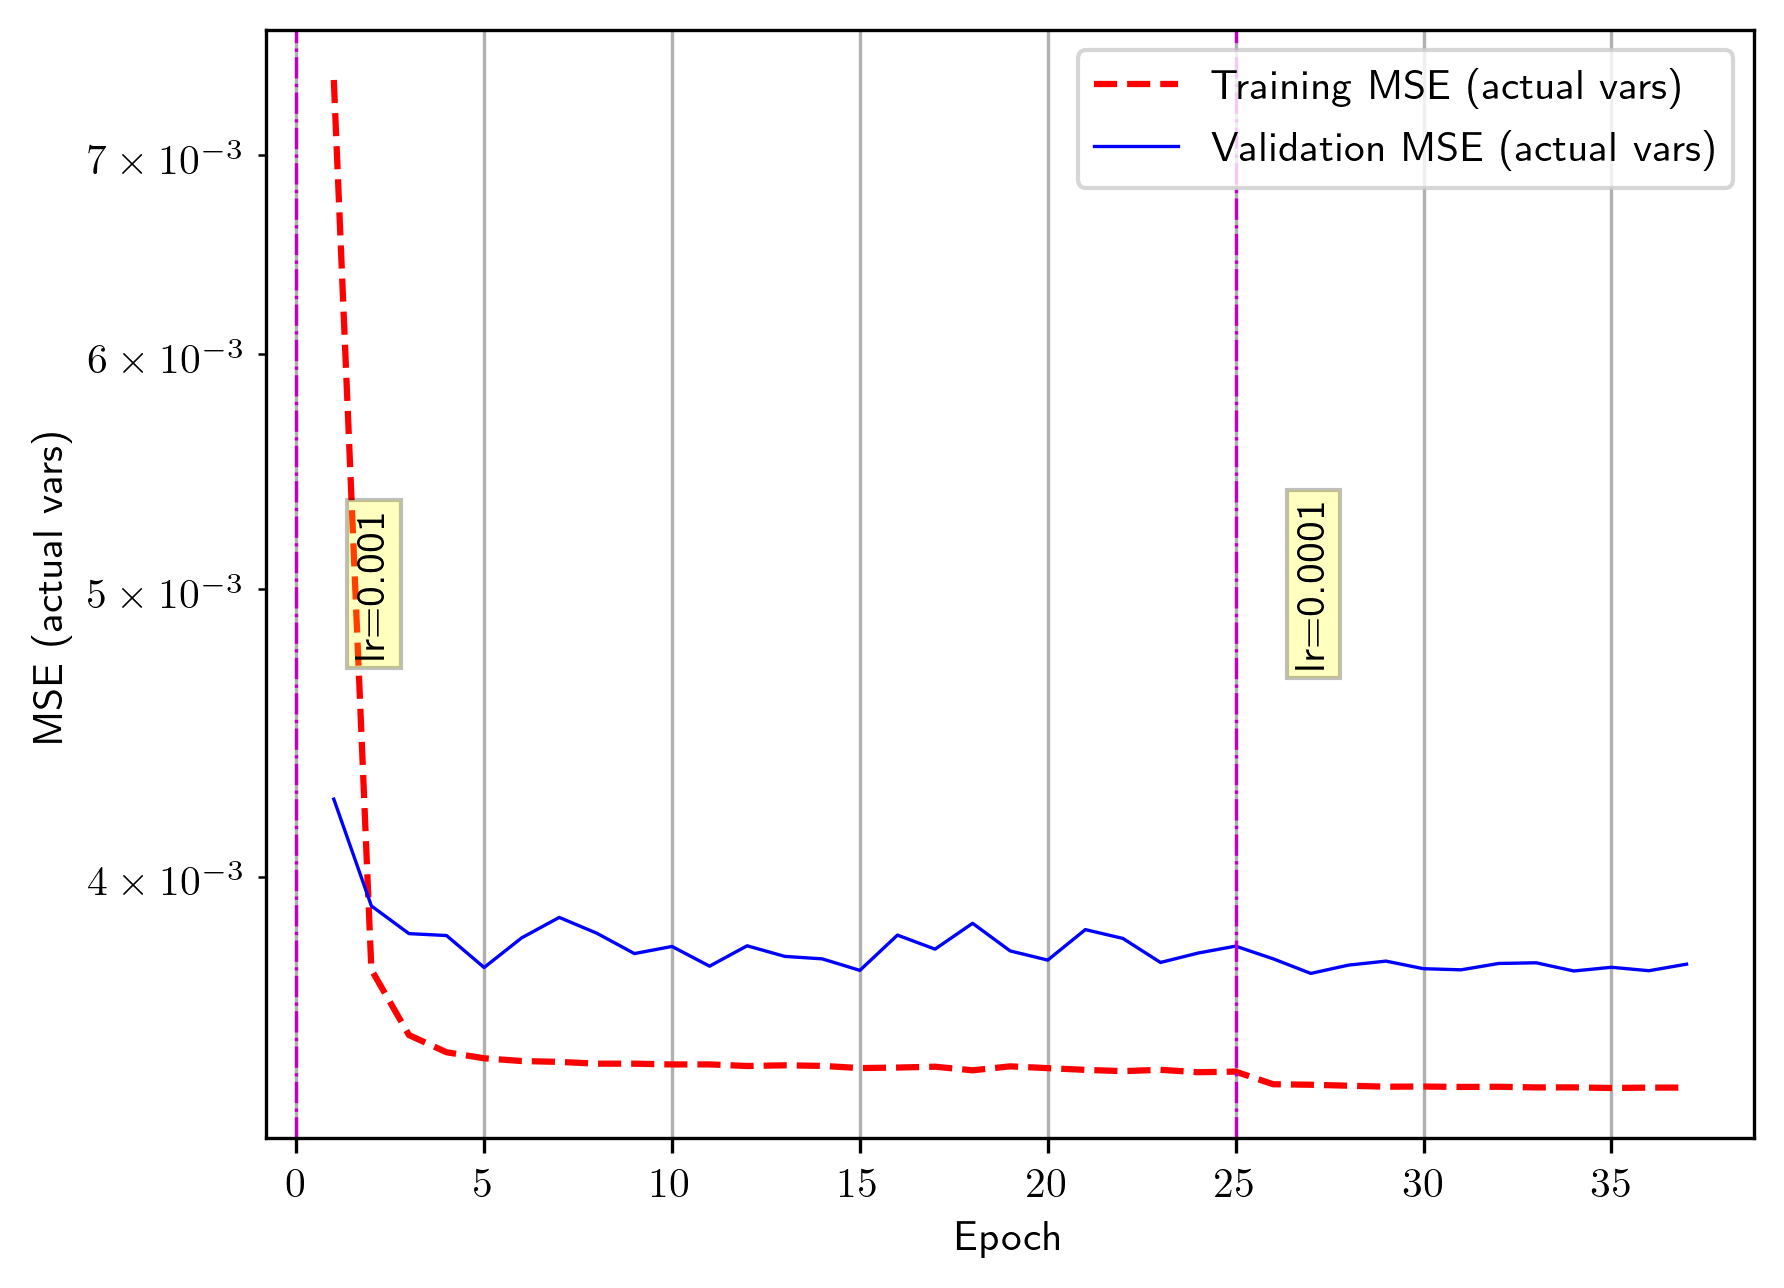 Training MSE (actual vars)
Validation MSE (actual vars)
7 × 10⁻³
6 × 10⁻³
5 × 10⁻³
4 × 10⁻³
MSE (actual vars)
lr=0.001
lr=0.0001
0 5 10 15 20 25 30 35
Epoch